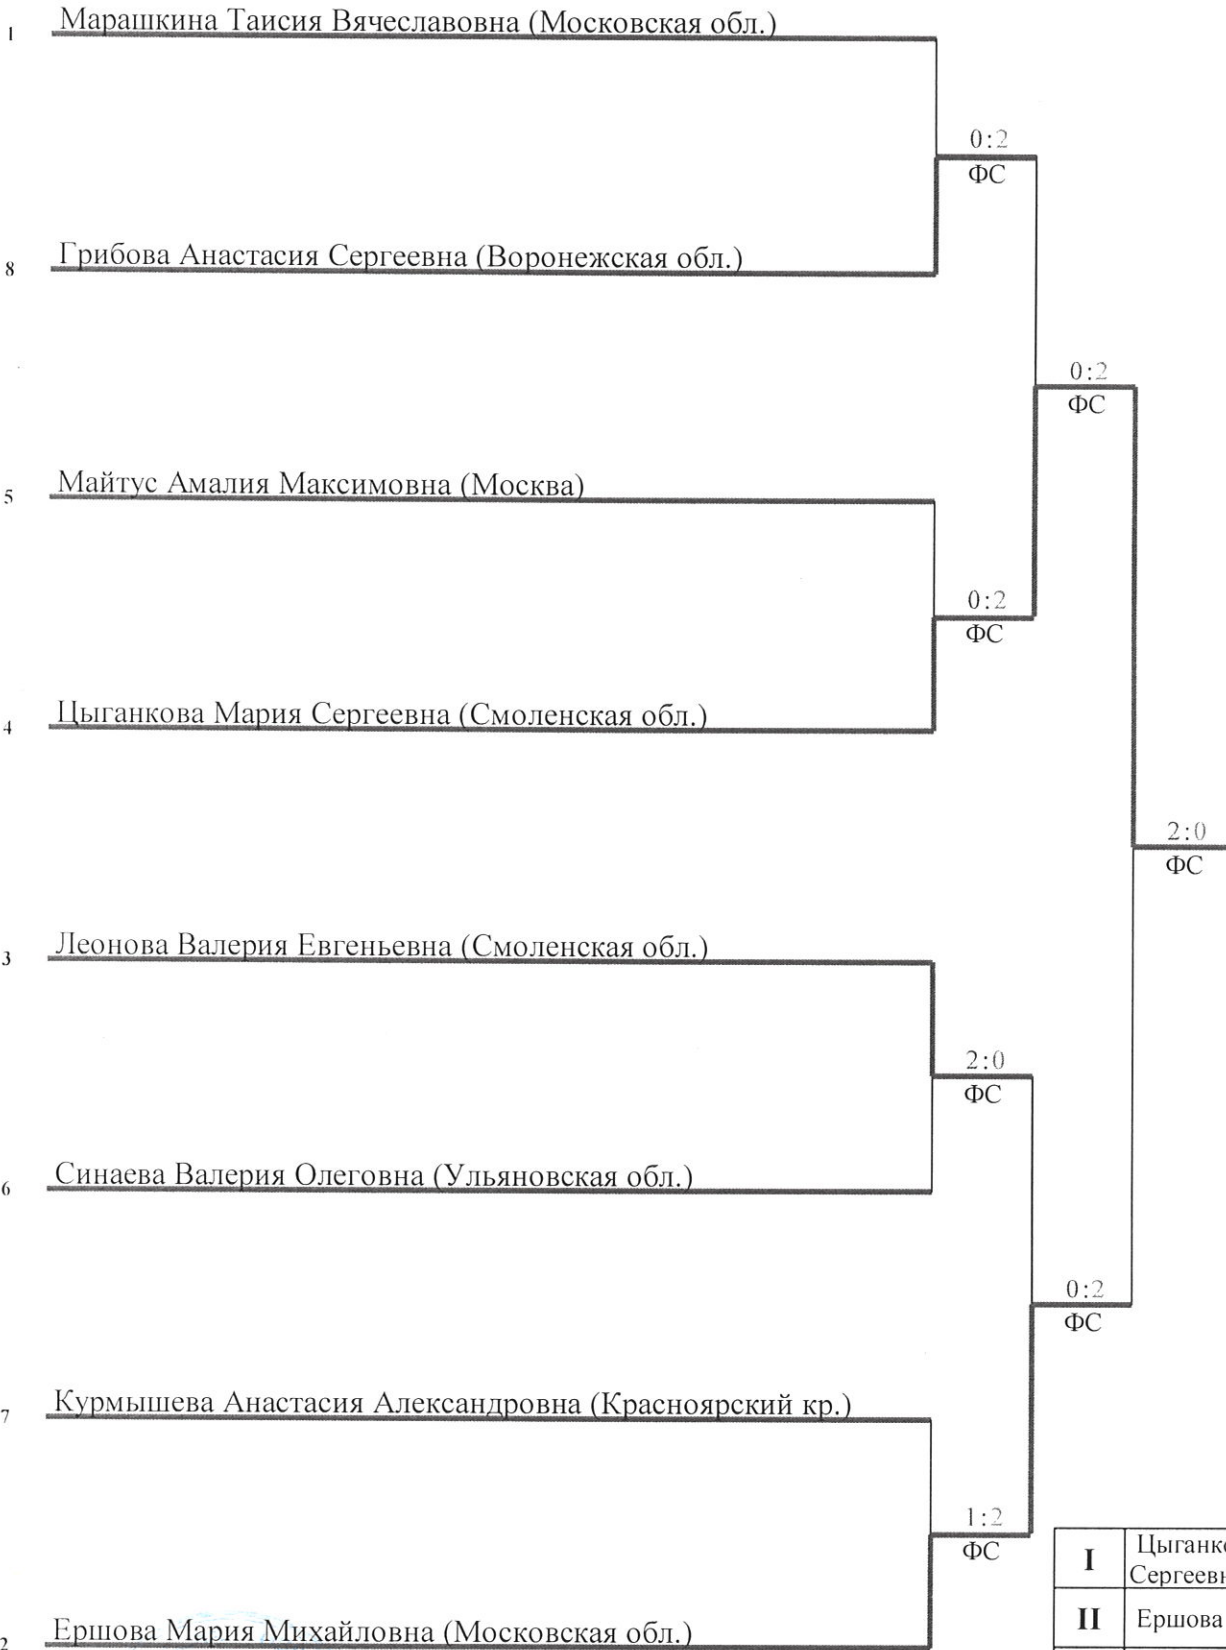 1 Марашкина Таисия Вячеславовна (Московская обл.)
0:2
ФС
8 Грибова Анастасия Сергеевна (Воронежская обл.)
0:2
ФС
5 Майтус Амалия Максимовна (Москва)
0:2
ФС
4 Цыганкова Мария Сергеевна (Смоленская обл.)
2:0
ФС
3 Леонова Валерия Евгеньевна (Смоленская обл.)
2:0
ФС
6 Синаева Валерия Олеговна (Ульяновская обл.)
0:2
ФС
7 Курмышева Анастасия Александровна (Красноярский кр.)
1:2
ФС
I Цыганко
Сергеевн
II Ершова
2 Ершова Мария Михайловна (Московская обл.)